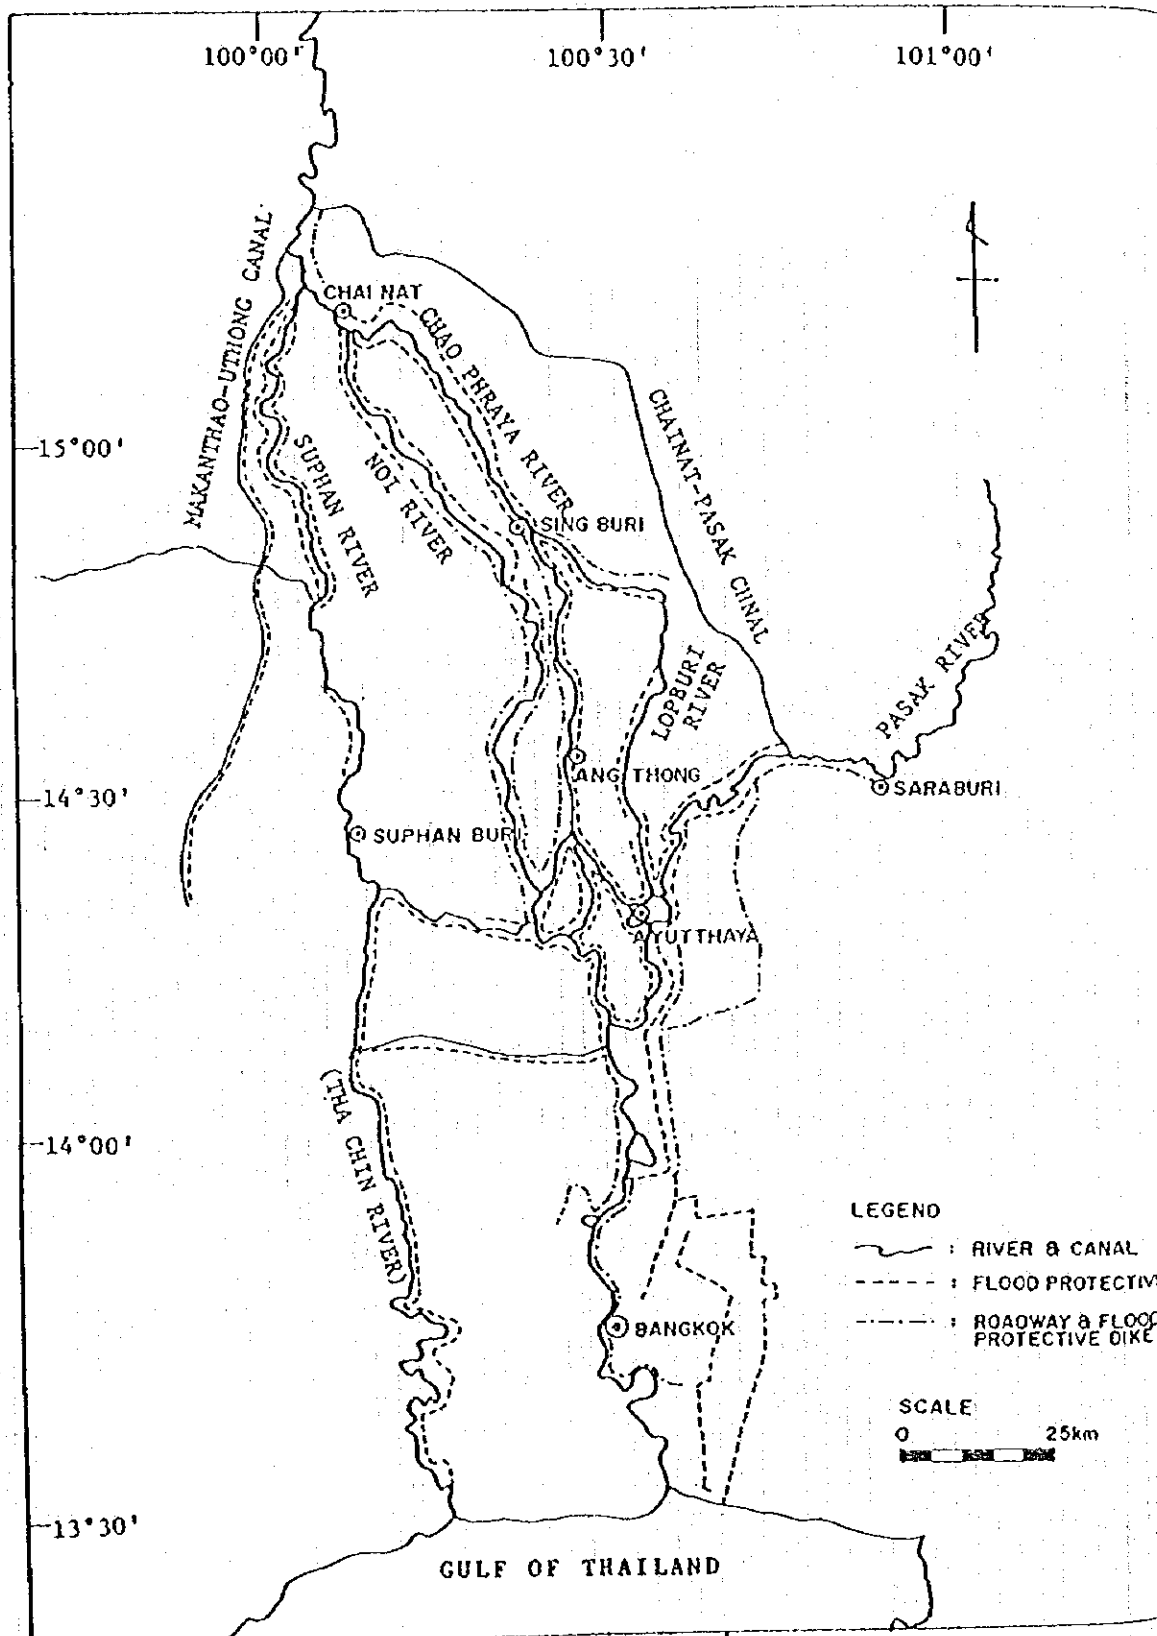 100°00'
100°30'
101°00'
MAKANTHAO-UTHONG CANAL
CHAI NAT
CHAO PHRAYA RIVER
CHAINAT-PASAK CHNAL
15°00'
SUPHAN RIVER
NOI RIVER
SING BURI
LOPBURI
RIVER
PASAK RIVER
14°30'
ANG THONG
SARABURI
SUPHAN BURI
AYUTTHAYA
(THA CHIN RIVER)
14°00'
LEGEND
: RIVER & CANAL
: FLOOD PROTECTIV
: ROADWAY & FLOOD
PROTECTIVE DIKE
BANGKOK
SCALE
0 25km
13°30'
GULF OF THAILAND